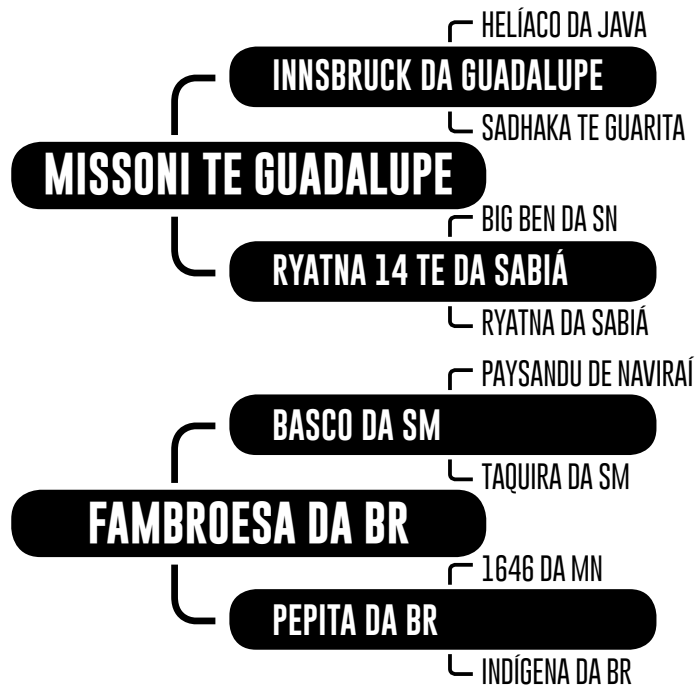 HELÍACO DA JAVA
INNSBRUCK DA GUADALUPE
SADHAKA TE GUARITA
MISSONI TE GUADALUPE
BIG BEN DA SN
RYATNA 14 TE DA SABIÁ
RYATNA DA SABIÁ
PAYSANDU DE NAVIRAÍ
BASCO DA SM
TAQUIRA DA SM
FAMBROESA DA BR
1646 DA MN
PEPITA DA BR
INDÍGENA DA BR